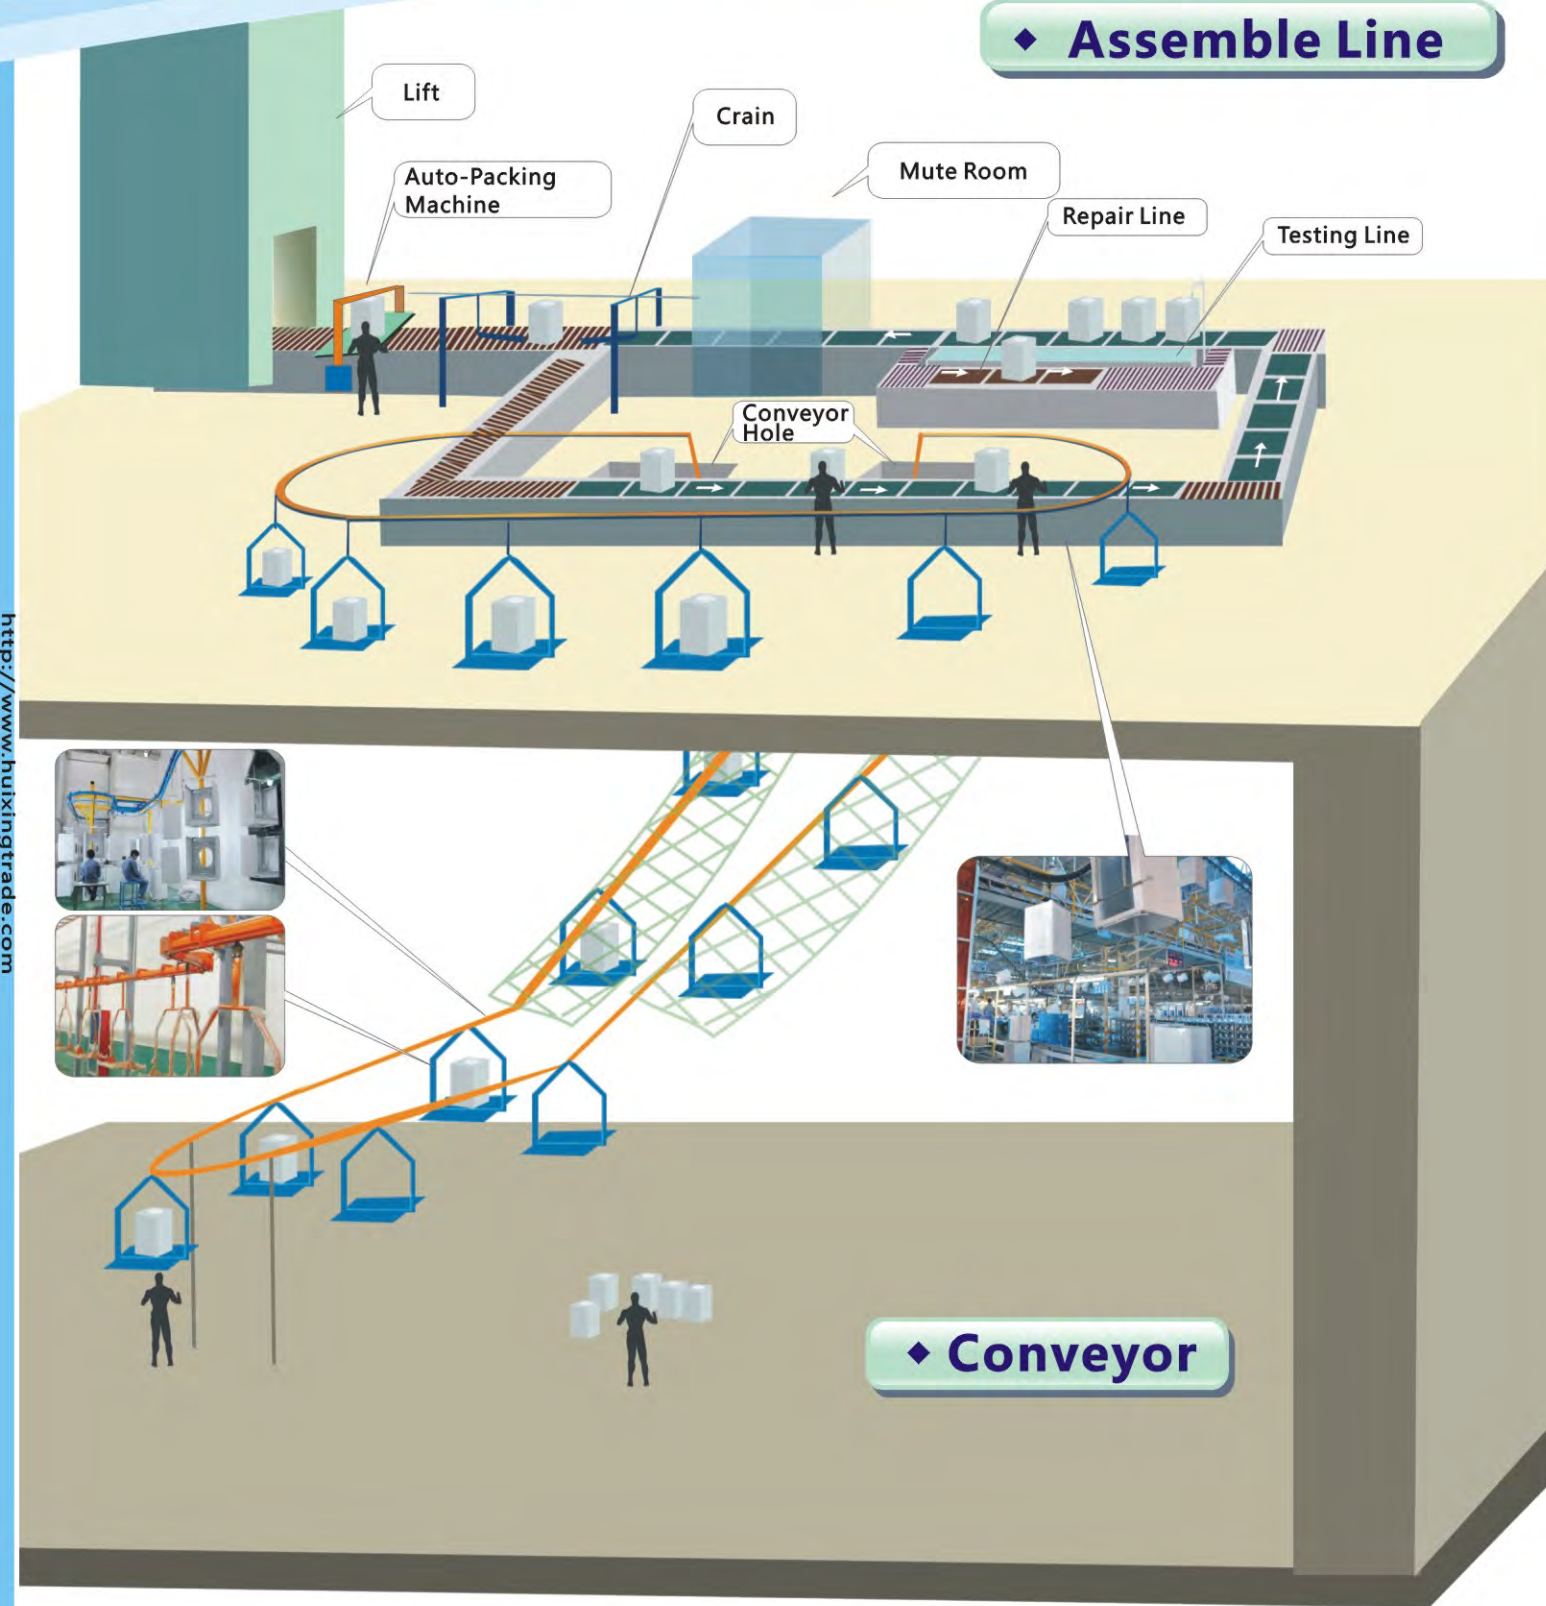 ◆ Assemble Line
Lift
Crain
Auto-Packing
Machine
Mute Room
Repair Line
Testing Line
Conveyor
Hole
http://www.huixingtrade.com
◆ Conveyor